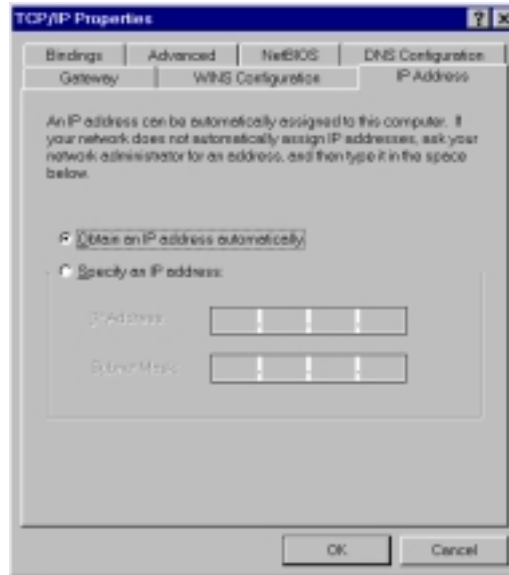 TCP/IP Properties
Bindings Advanced NetBIOS DNS Configuration
Gateway WINS Configuration IP Address
An IP address can be automatically assigned to this computer. If
your network does not automatically assign IP addresses, ask your
network administrator for an address, and then type it in the space
below.
Obtain an IP address automatically
Specify an IP address:
IP Address:
Subnet Mask:
OK Cancel